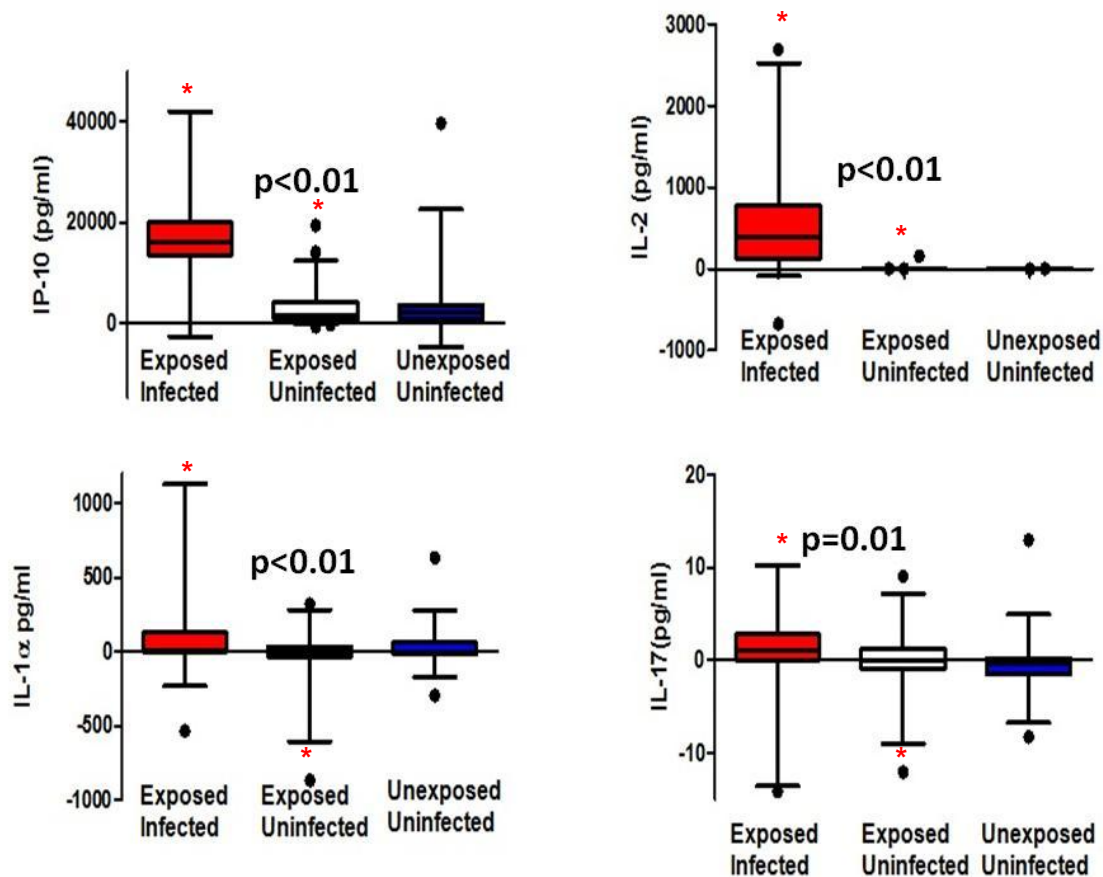 IP-10 (pg/ml)
40000
20000
0
*
p<0.01
*
Exposed Infected
Exposed Uninfected
Unexposed Uninfected
IL-2 (pg/ml)
3000
2000
1000
0
-1000
*
p<0.01
*
Exposed Infected
Exposed Uninfected
Unexposed Uninfected
IL-1α pg/ml
1000
500
0
-500
-1000
*
p<0.01
*
Exposed Infected
Exposed Uninfected
Unexposed Uninfected
IL-17(pg/ml)
20
10
0
-10
*
p=0.01
*
Exposed Infected
Exposed Uninfected
Unexposed Uninfected